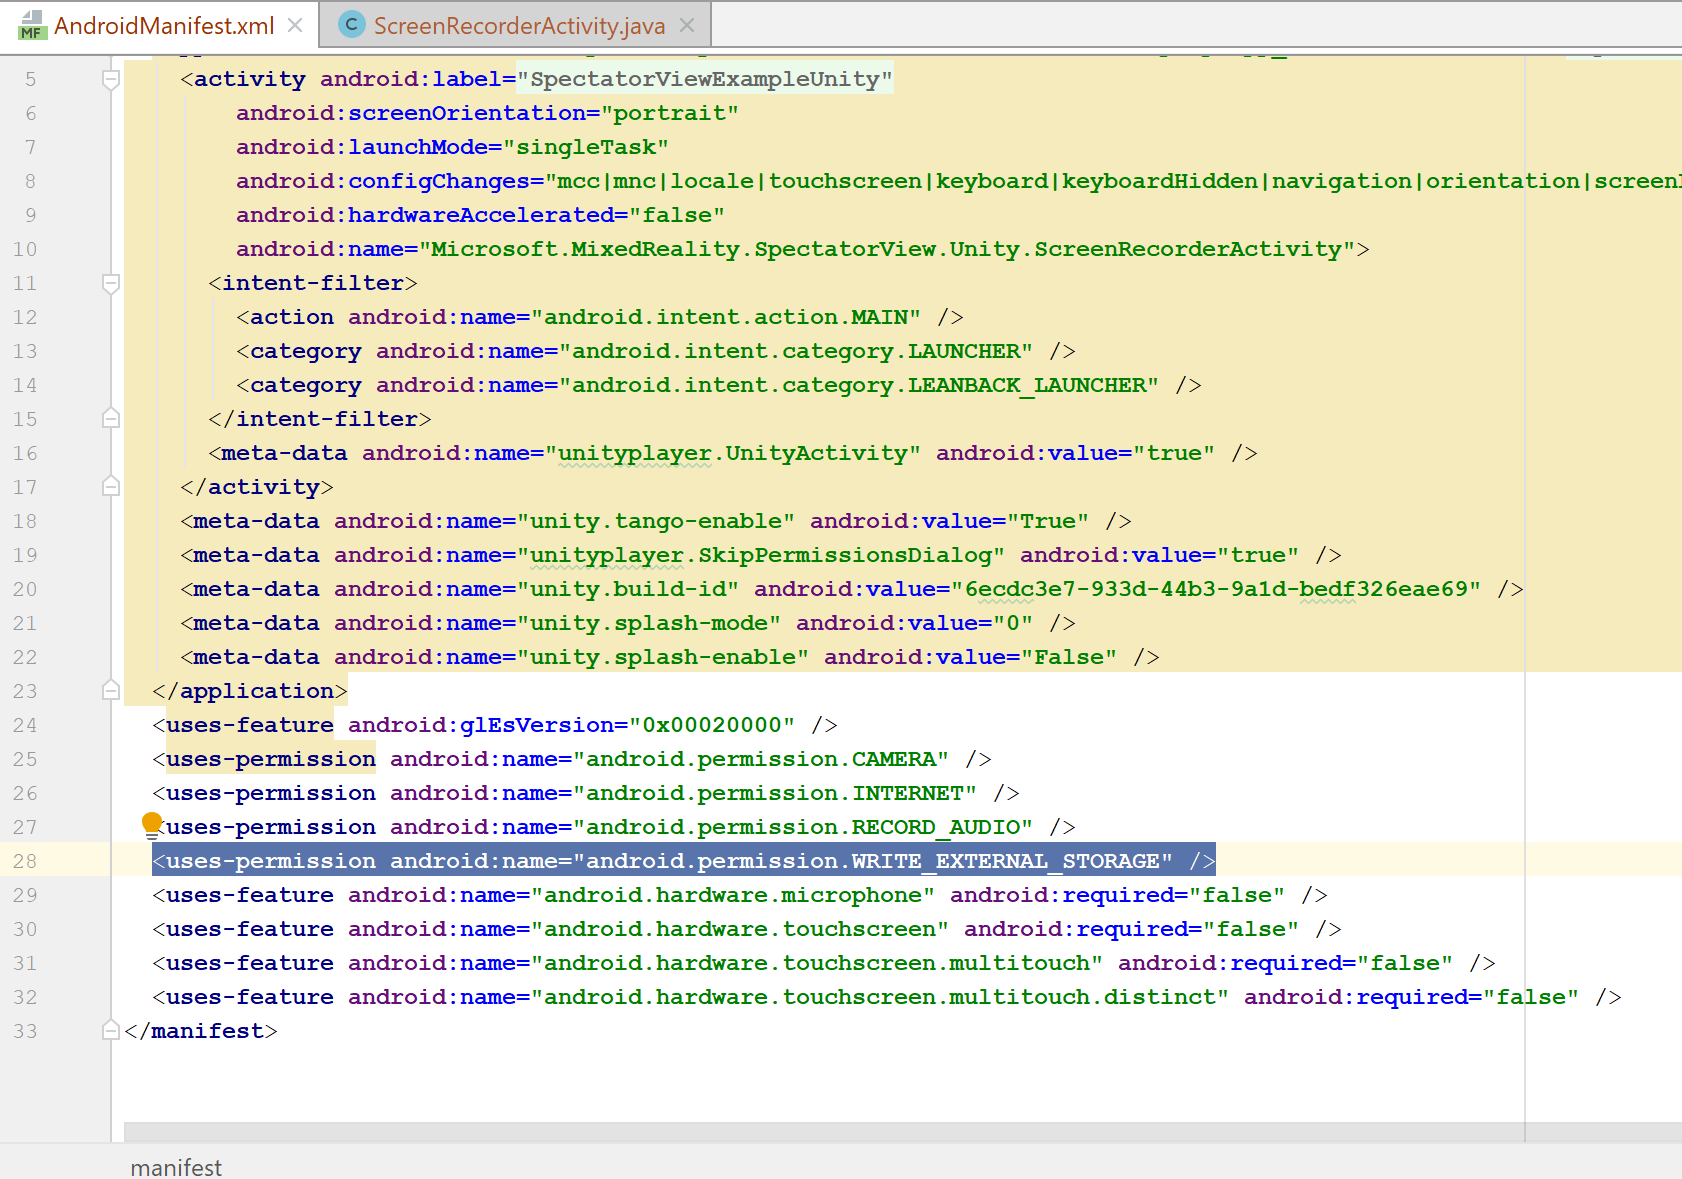 MF AndroidManifest.xml
C ScreenRecorderActivity.java
5 <activity android:label="SpectatorViewExampleUnity"
6 android:screenOrientation="portrait"
7 android:launchMode="singleTask"
8 android:configChanges="mcc|mnc|locale|touchscreen|keyboard|keyboardHidden|navigation|orientation|screen
9 android:hardwareAccelerated="false"
10 android:name="Microsoft.MixedReality.SpectatorView.Unity.ScreenRecorderActivity">
11 <intent-filter>
12 <action android:name="android.intent.action.MAIN" />
13 <category android:name="android.intent.category.LAUNCHER" />
14 <category android:name="android.intent.category.LEANBACK_LAUNCHER" />
15 </intent-filter>
16 <meta-data android:name="unityplayer.UnityActivity" android:value="true" />
17 </activity>
18 <meta-data android:name="unity.tango-enable" android:value="True" />
19 <meta-data android:name="unityplayer.SkipPermissionsDialog" android:value="true" />
20 <meta-data android:name="unity.build-id" android:value="6ecdc3e7-933d-44b3-9a1d-bedf326eae69" />
21 <meta-data android:name="unity.splash-mode" android:value="0" />
22 <meta-data android:name="unity.splash-enable" android:value="False" />
23 </application>
24 <uses-feature android:glEsVersion="0x00020000" />
25 <uses-permission android:name="android.permission.CAMERA" />
26 <uses-permission android:name="android.permission.INTERNET" />
27 <uses-permission android:name="android.permission.RECORD_AUDIO" />
28 <uses-permission android:name="android.permission.WRITE_EXTERNAL_STORAGE" />
29 <uses-feature android:name="android.hardware.microphone" android:required="false" />
30 <uses-feature android:name="android.hardware.touchscreen" android:required="false" />
31 <uses-feature android:name="android.hardware.touchscreen.multitouch" android:required="false" />
32 <uses-feature android:name="android.hardware.touchscreen.multitouch.distinct" android:required="false" />
33 </manifest>
manifest